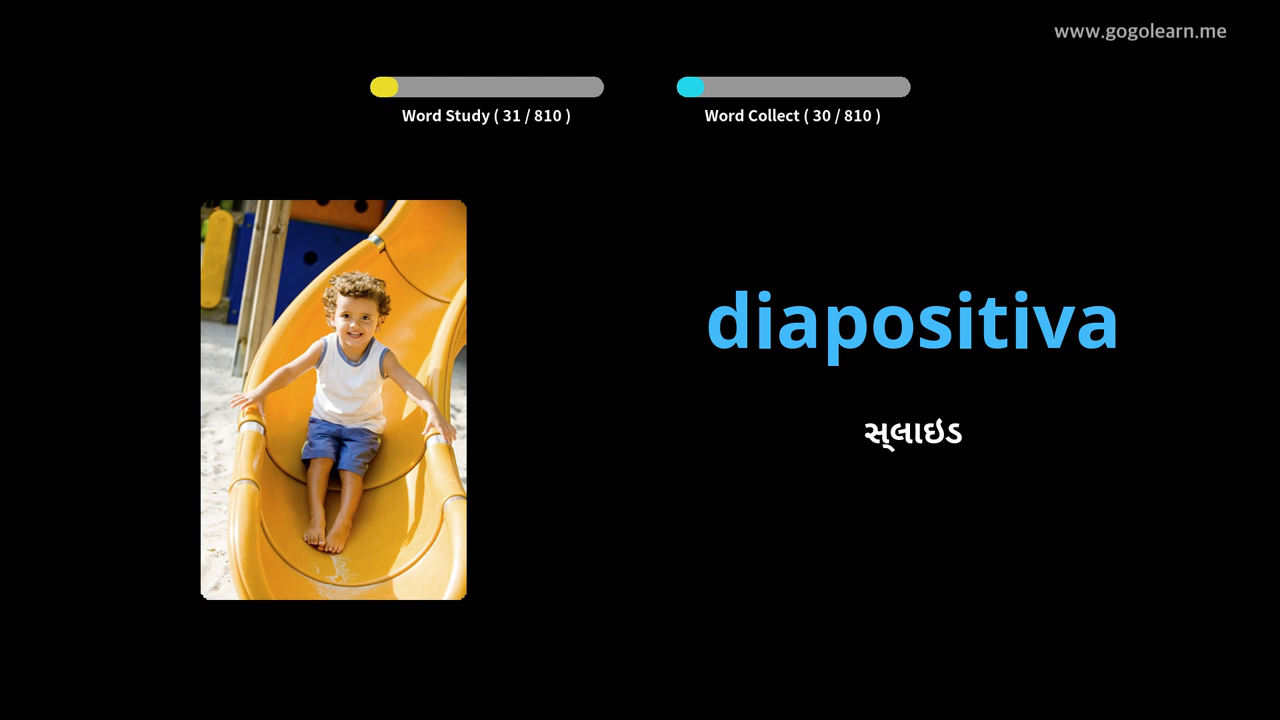 www.gogolearn.me
Word Study ( 31 / 810 )
Word Collect ( 30 / 810 )
diapositiva
સ્લાઇડ